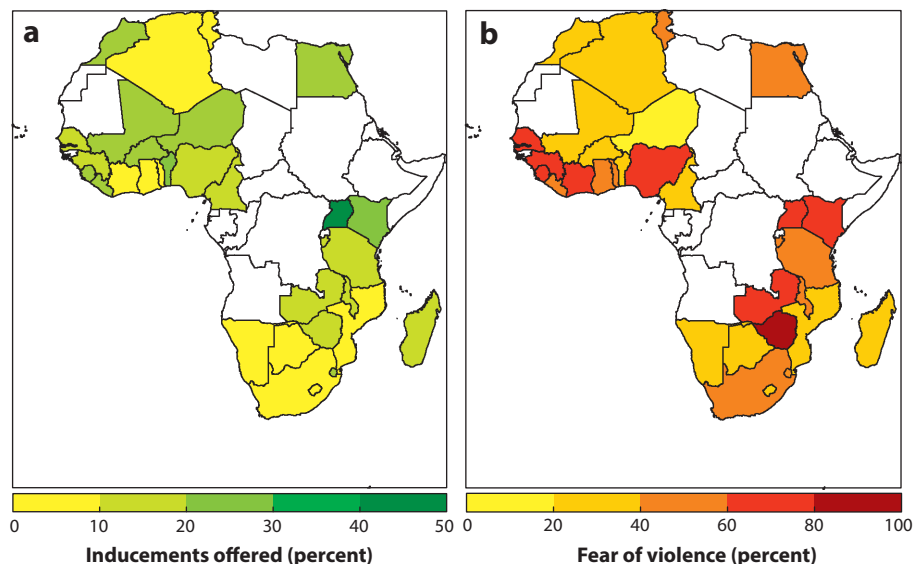 a
b
0 10 20 30 40 50
Inducements offered (percent)
0 20 40 60 80 100
Fear of violence (percent)